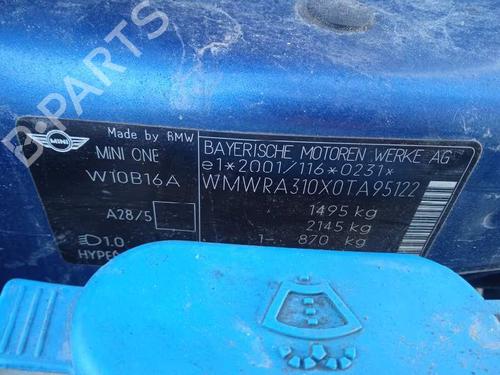 D PARTS
MINI
Made by BMW
MINI ONE
W10B16A
A28/5
1.0
BAYERISCHE MOTOREN WERKE AG
e1*2001/116*0231*
WMWRA310X0TA95122
1495 kg
2145 kg
1- 870 kg